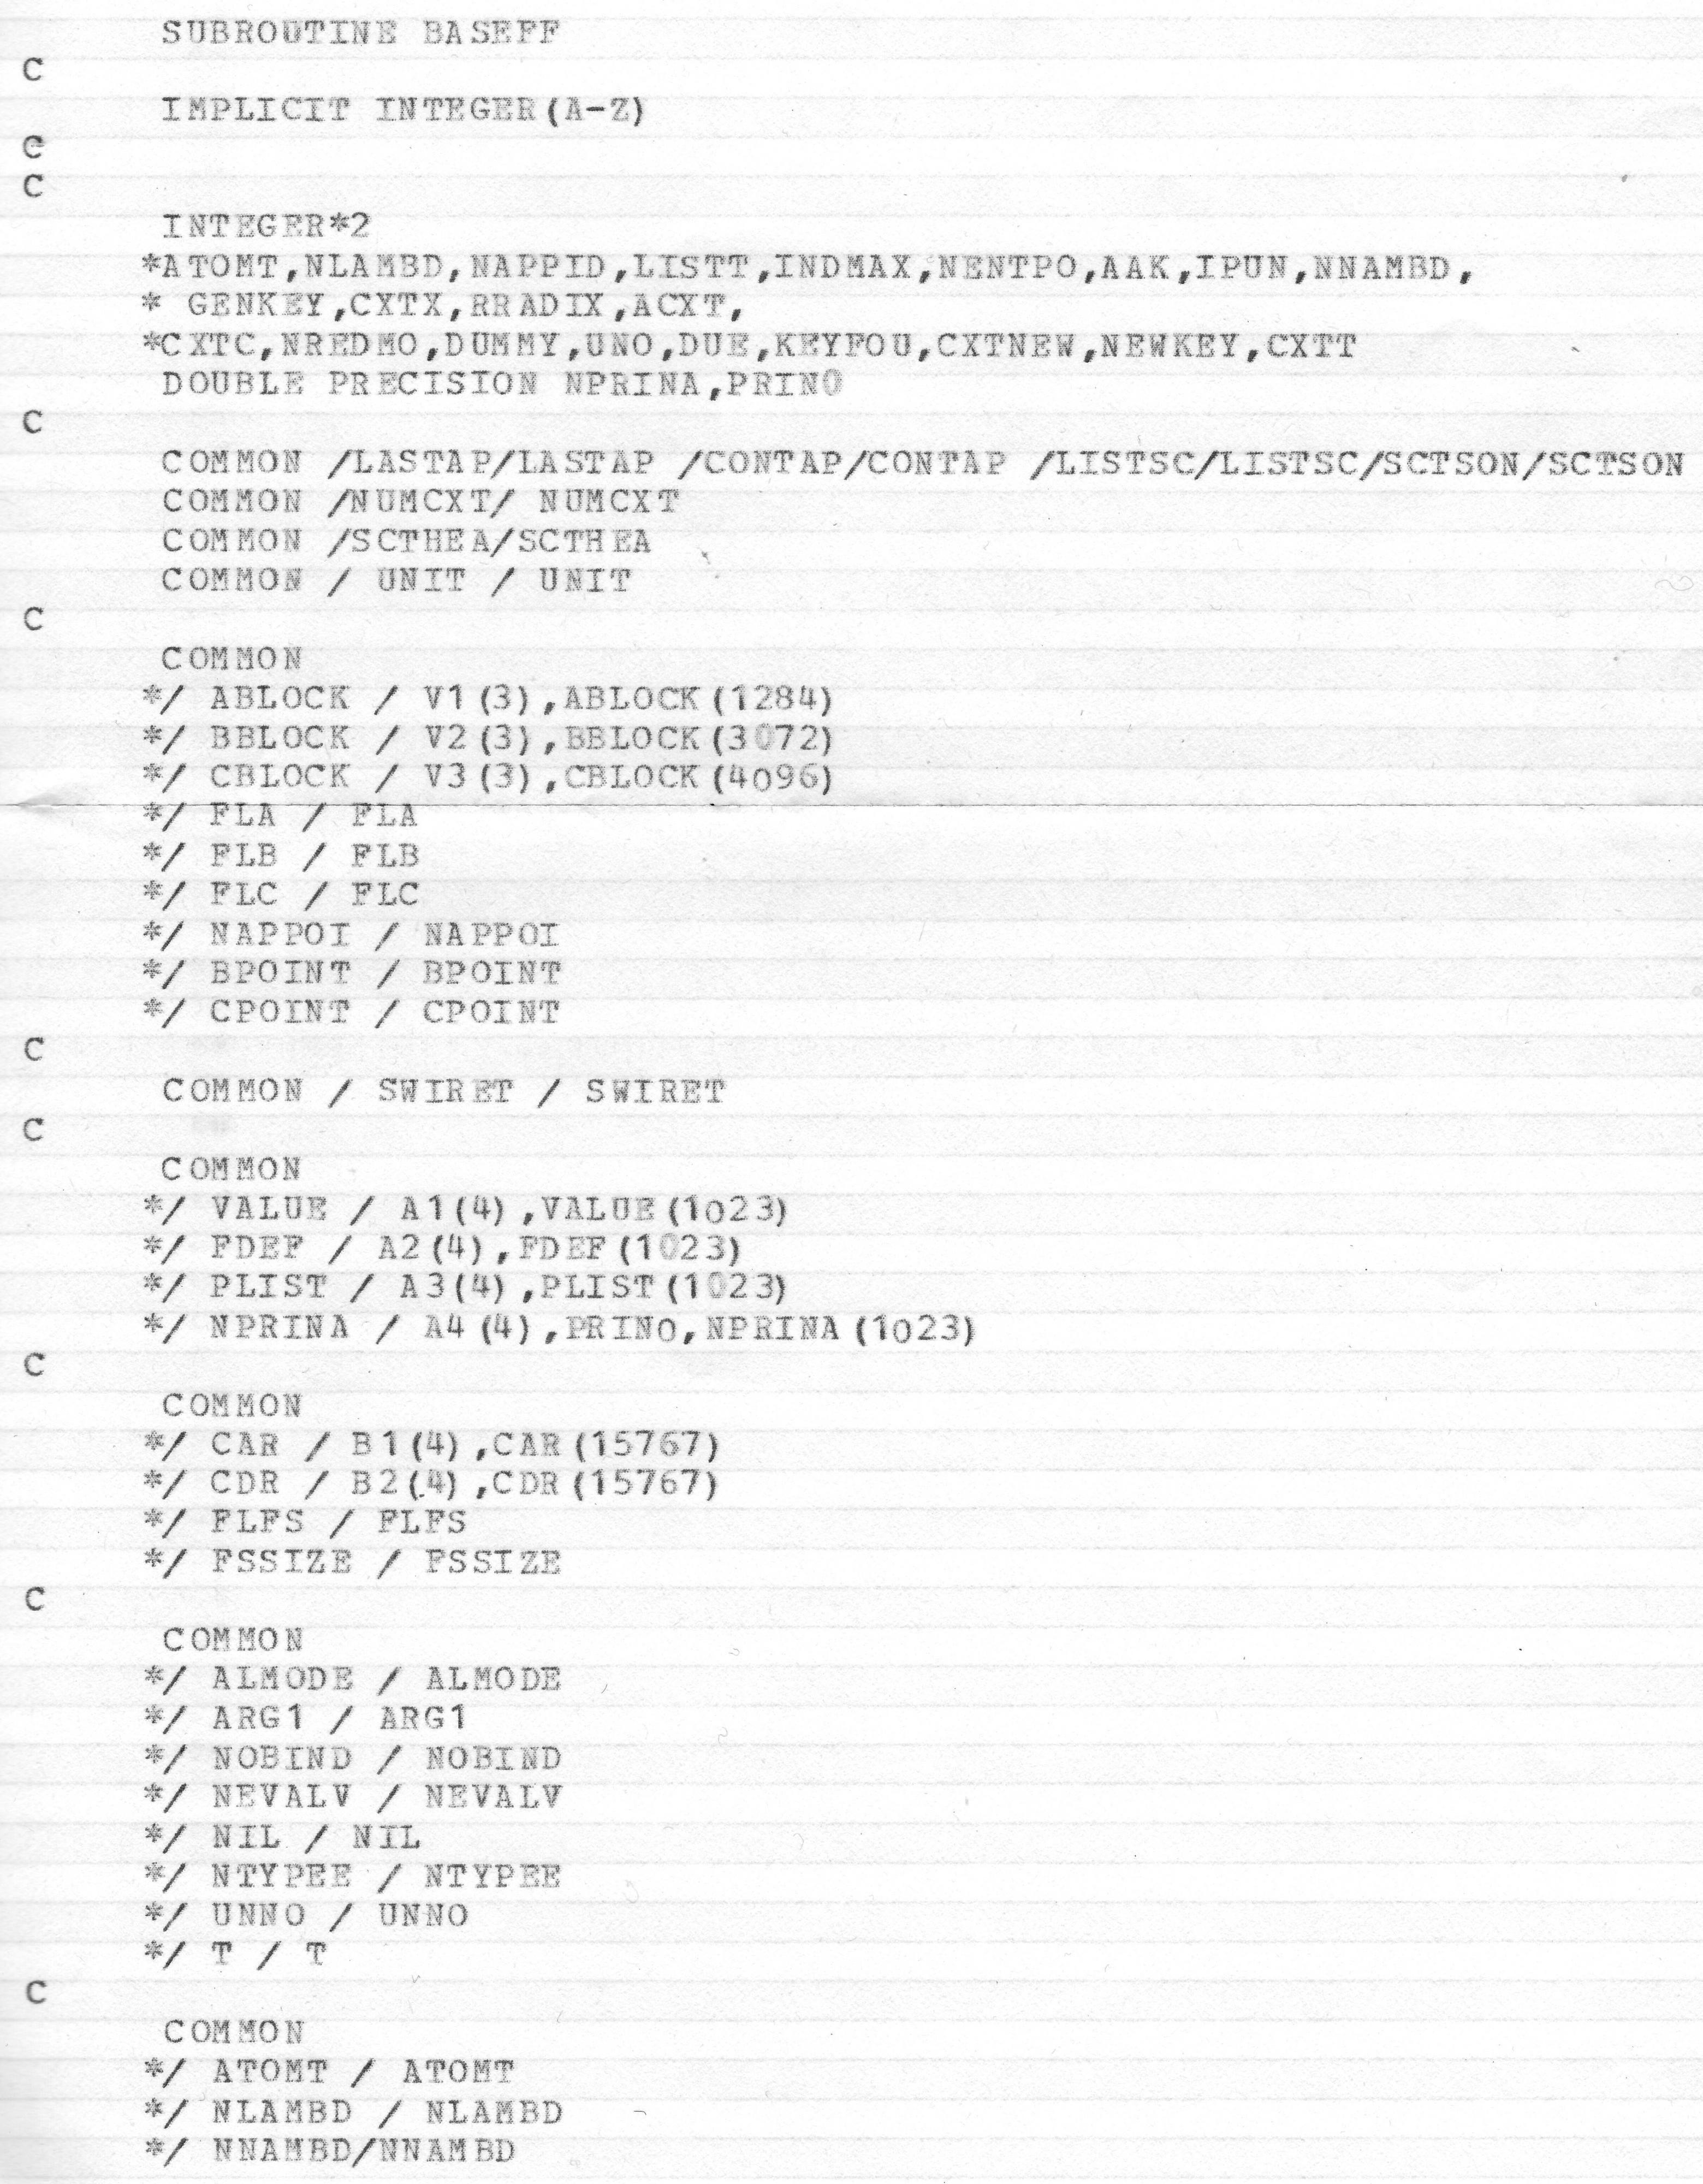 SUBROUTINE BASEFF
C
IMPLICIT INTEGER(A-Z)
C
C
INTEGER*2
*ATOMT,NLAMBD,NAPPID,LISTT,INDMAX,NENTPO,AAK,IPUN,NNAMBD,
* GENKEY,CXTX,RRADIX,ACXT,
*CXTC,NREDMO,DUMMY,UNO,DUE,KEYFOU,CXTNEW,NEWKEY,CXTT
DOUBLE PRECISION NPRINA,PRINO
C
COMMON /LASTAP/LASTAP /CONTAP/CONTAP /LISTSC/LISTSC/SCTSON/SCTSON
COMMON /NUMCXT/ NUMCXT
COMMON /SCTHEA/SCTHEA
COMMON / UNIT / UNIT
C
COMMON
*/ ABLOCK / V1(3),ABLOCK(1284)
*/ BBLOCK / V2(3),BBLOCK(3072)
*/ CBLOCK / V3(3),CBLOCK(4096)
*/ FLA / FLA
*/ FLB / FLB
*/ FLC / FLC
*/ NAPPOI / NAPPOI
*/ BPOINT / BPOINT
*/ CPOINT / CPOINT
C
COMMON / SWIRET / SWIRET
C
COMMON
*/ VALUE / A1(4),VALUE(1023)
*/ FDEF / A2(4),FDEF(1023)
*/ PLIST / A3(4),PLIST(1023)
*/ NPRINA / A4(4),PRINO,NPRINA(1023)
C
COMMON
*/ CAR / B1(4),CAR(15767)
*/ CDR / B2(4),CDR(15767)
*/ FLFS / FLFS
*/ FSSIZE / FSSIZE
C
COMMON
*/ ALMODE / ALMODE
*/ ARG1 / ARG1
*/ NOBIND / NOBIND
*/ NEVALV / NEVALV
*/ NIL / NIL
*/ NTYPEE / NTYPEE
*/ UNNO / UNNO
*/ T / T
C
COMMON
*/ ATOMT / ATOMT
*/ NLAMBD / NLAMBD
*/ NNAMBD/NNAMBD